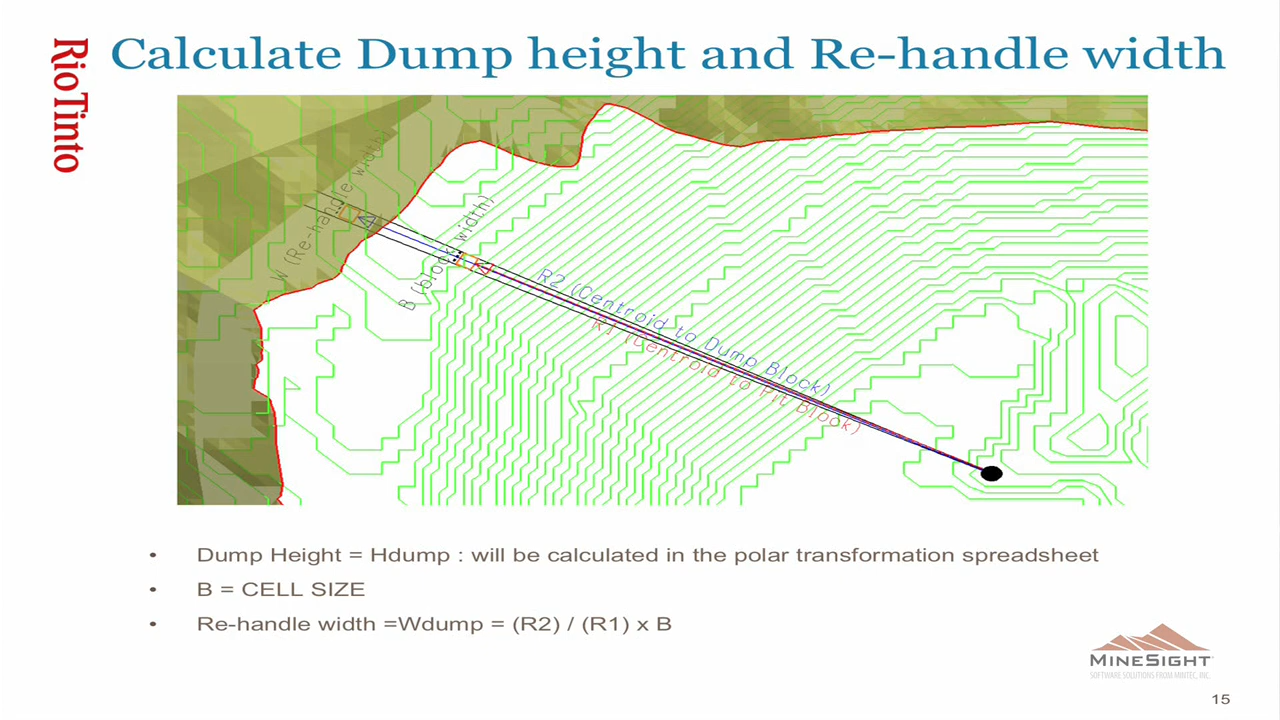 RioTinto
Calculate Dump height and Re-handle width
W (Re-handle width)
B (block width)
R2 (Centroid to Dump Block)
R1 (Centroid to Pit Block)
• Dump Height = Hdump : will be calculated in the polar transformation spreadsheet
• B = CELL SIZE
• Re-handle width =Wdump = (R2) / (R1) x B
MINESIGHT
SOFTWARE SOLUTIONS FROM MINTEC, INC.
15